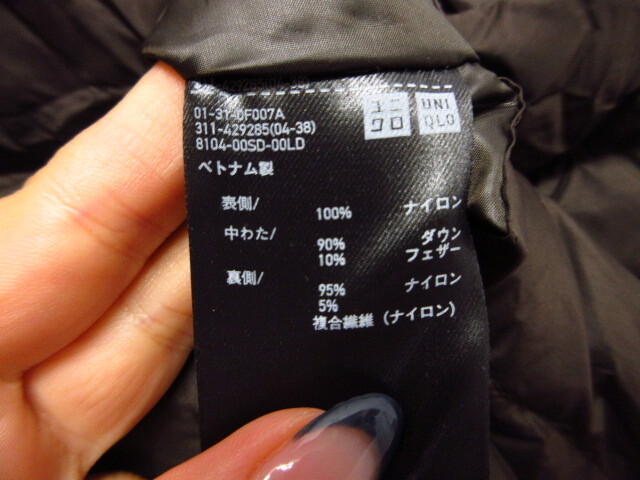 01-31-DF007A
311-429285(04-38)
8104-00SD-00LD
ユニ
クロ
UNI
QLO
ベトナム製
表側/ 100% ナイロン
中わた/ 90% ダウン
10% フェザー
裏側/ 95% ナイロン
5%
複合繊維(ナイロン)